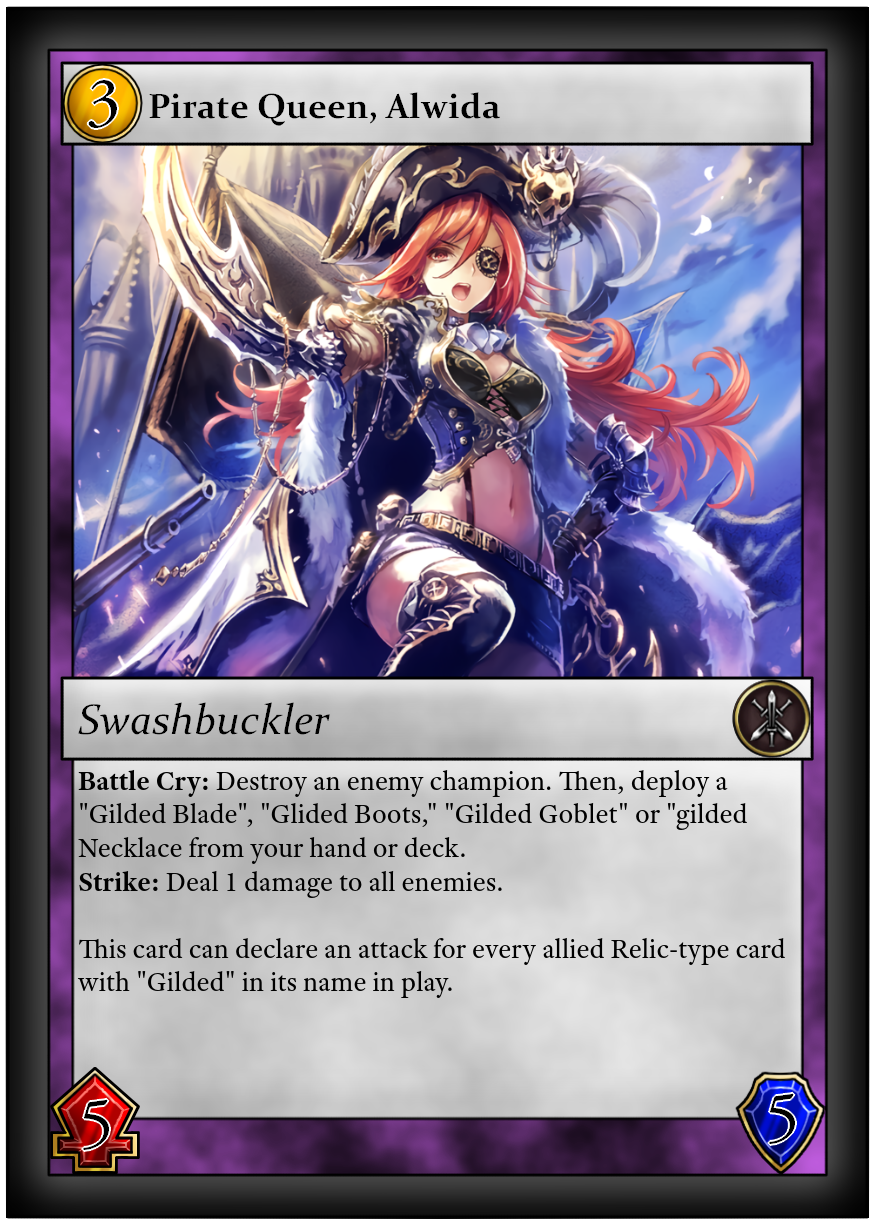 3 Pirate Queen, Alwida
Swashbuckler
Battle Cry: Destroy an enemy champion. Then, deploy a
"Gilded Blade", "Glided Boots," "Gilded Goblet" or "gilded
Necklace from your hand or deck.
Strike: Deal 1 damage to all enemies.
This card can declare an attack for every allied Relic-type card
with "Gilded" in its name in play.
5 5